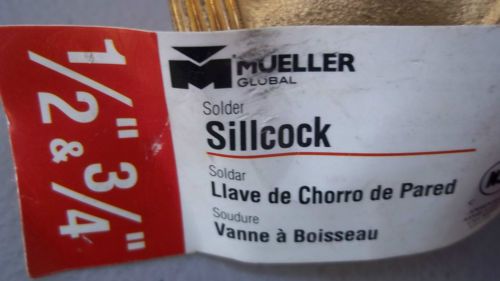 1/2" & 3/4"
MUELLER
GLOBAL
Solder
Sillcock
Soldar
Llave de Chorro de Pared
Soudure
Vanne à Boisseau